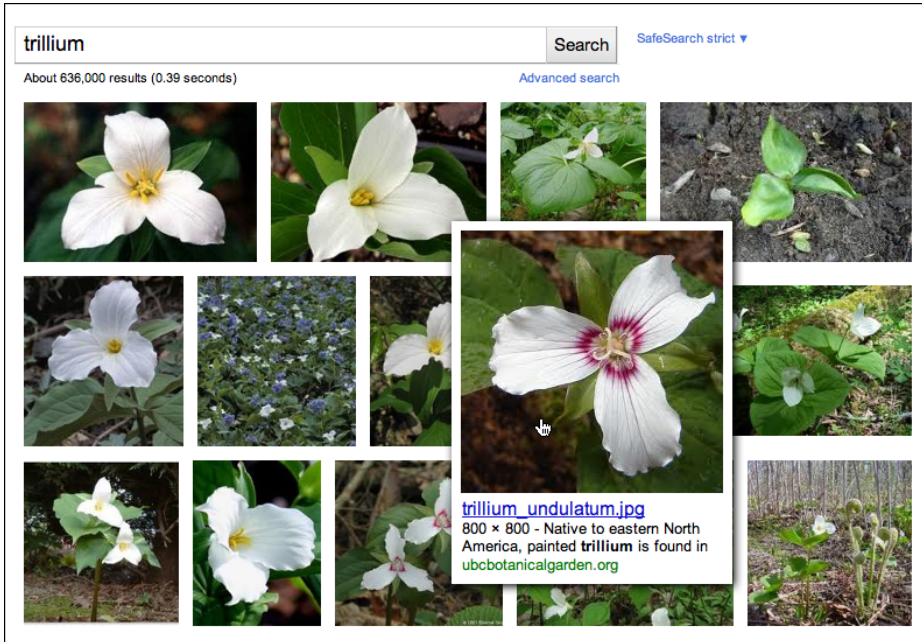 trillium
Search
SafeSearch strict ▼
About 636,000 results (0.39 seconds)
Advanced search
trillium_undulatum.jpg
800 × 800 - Native to eastern North
America, painted trillium is found in
ubcbotanicalgarden.org